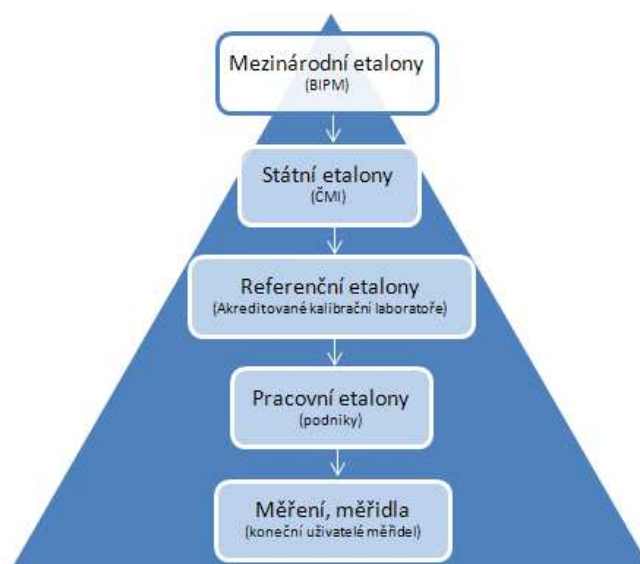 Mezinárodní etalony
(BIPM)
Státní etalony
(ČMI)
Referenční etalony
(Akreditované kalibrační laboratoře)
Pracovní etalony
(podniky)
Měření, měřidla
(koneční uživatelé měřidel)